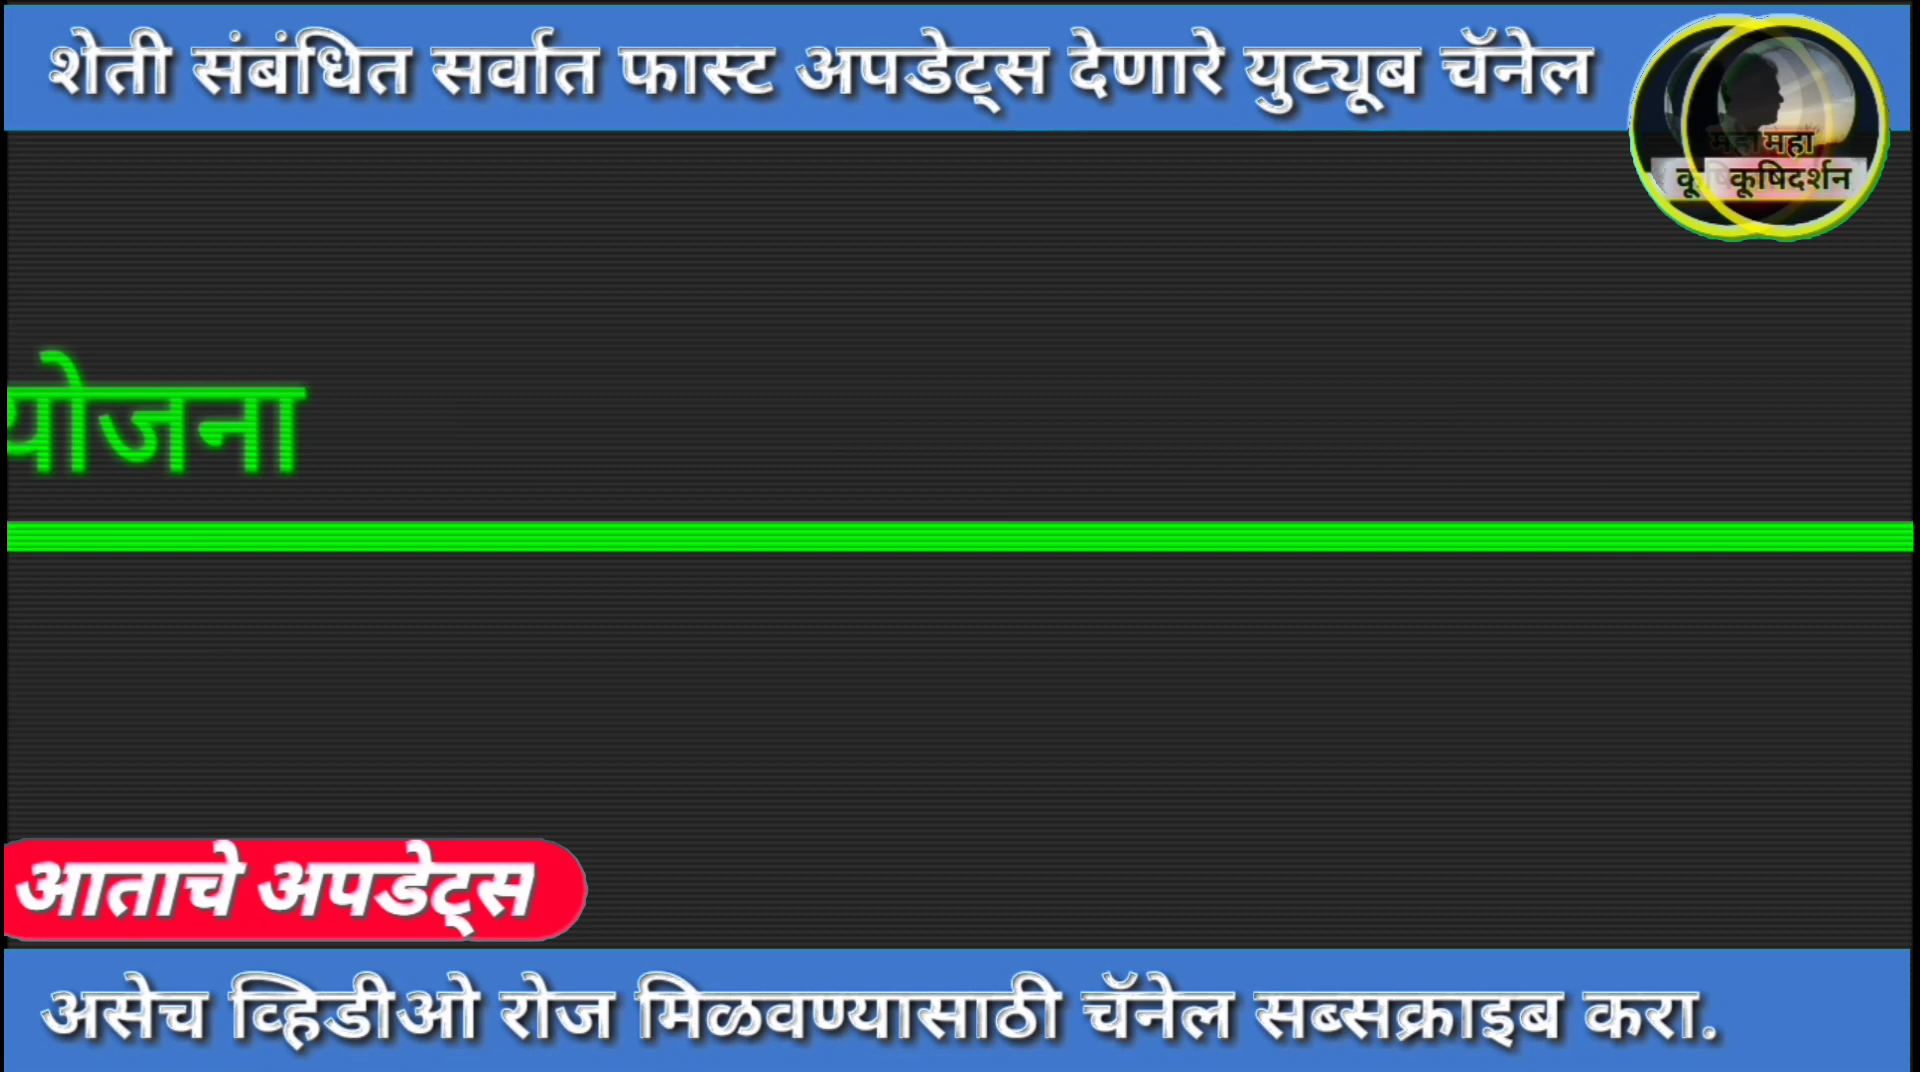 शेती संबंधित सर्वात फास्ट अपडेट्स देणारे युट्यूब चॅनेल
महा
कूषिदर्शन
योजना
आताचे अपडेट्स
असेच व्हिडीओ रोज मिळवण्यासाठी चॅनेल सब्सक्राइब करा.